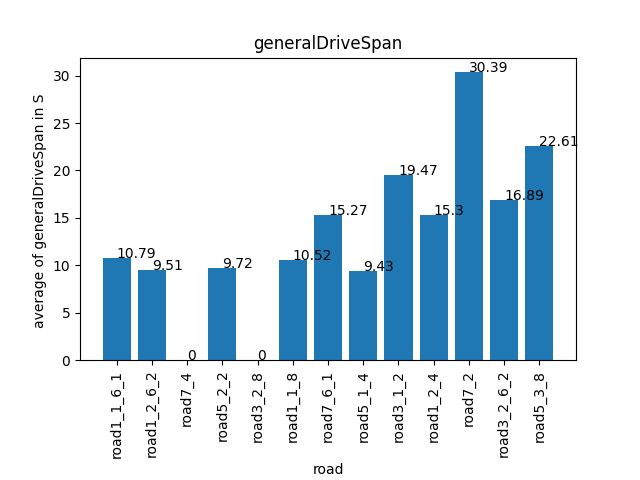 generalDriveSpan
average of generalDriveSpan in S
30
25
20
15
10
5
0
10.79
9.51
0
9.72
0
10.52
15.27
9.43
19.47
15.3
30.39
16.89
22.61
road1_1_6_1
road1_2_6_2
road7_4
road5_2_2
road3_2_8
road1_1_8
road7_6_1
road5_1_4
road3_1_2
road1_2_4
road7_2
road3_2_6_2
road5_3_8
road